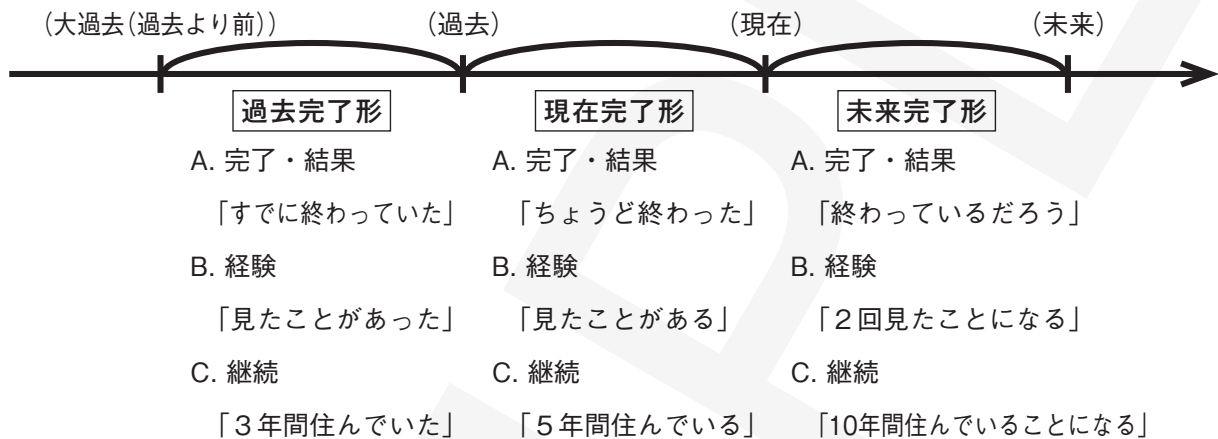 （大過去（過去より前）） （過去） （現在） （未来）
過去完了形 現在完了形 未来完了形
A. 完了・結果 A. 完了・結果 A. 完了・結果
「すでに終わっていた」 「ちょうど終わった」 「終わっているだろう」
B. 経験 B. 経験 B. 経験
「見たことがあった」 「見たことがある」 「２回見たことになる」
C. 継続 C. 継続 C. 継続
「３年間住んでいた」 「５年間住んでいる」 「10年間住んでいることになる」